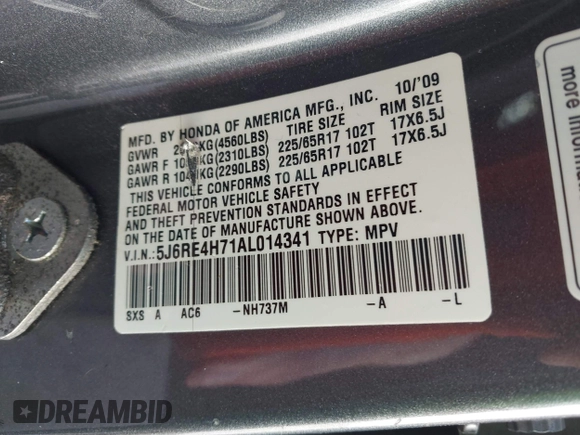 MFD. BY HONDA OF AMERICA MFG., INC. 10/'09
GVWR KG(4560LBS) TIRE SIZE RIM SIZE
GAWR F KG(2310LBS) 225/65R17 102T 17X6.5J
GAWR R KG(2290LBS) 225/65R17 102T 17X6.5J
THIS VEHICLE CONFORMS TO ALL APPLICABLE
FEDERAL MOTOR VEHICLE SAFETY
AND THEFT PREVENTION STANDARDS IN EFFECT
ON THE DATE OF MANUFACTURE SHOWN ABOVE.
V.I.N.:5J6RE4H71AL014341 TYPE: MPV
SXS A AC6 -NH737M -A -L
more information
DREAMBID